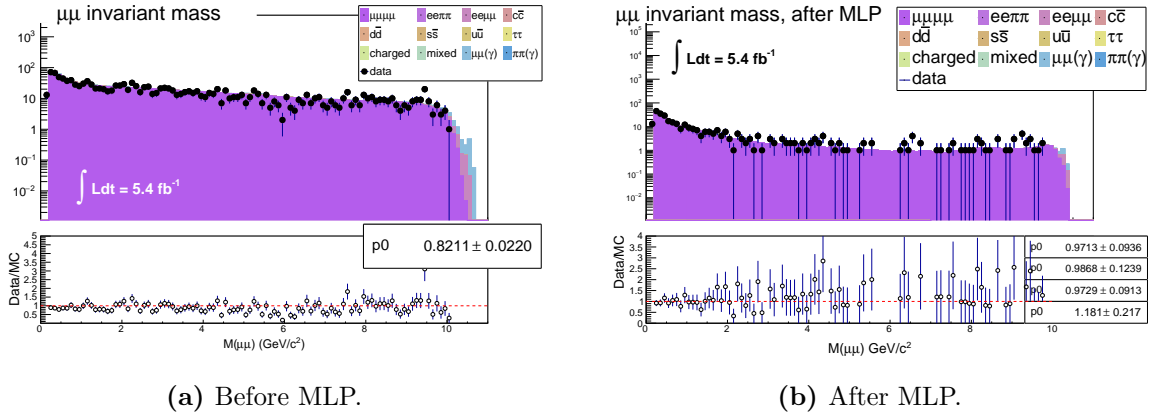 μμ invariant mass
μμμμ eeππ eeμμ cc̅
dd̅ ss̅ uu̅ ττ
charged mixed μμ(γ) ππ(γ)
data
10³
10²
10
1
10⁻¹
10⁻²
∫ Ldt = 5.4 fb⁻¹
Data/MC
5
4.5
4
3.5
3
2.5
2
1.5
1
0.5
p0 0.8211 ± 0.0220
0 2 4 6 8 10
M(μμ) (GeV/c²)
(a) Before MLP.
μμ invariant mass, after MLP
μμμμ eeππ eeμμ cc̅
dd̅ ss̅ uu̅ ττ
charged mixed μμ(γ) ππ(γ)
data
∫ Ldt = 5.4 fb⁻¹
10⁵
10⁴
10³
10²
10
1
10⁻¹
10⁻²
Data/MC
4
3.5
3
2.5
2
1.5
1
0.5
p0 0.9713 ± 0.0936
p0 0.9868 ± 0.1239
p0 0.9729 ± 0.0913
p0 1.181 ± 0.217
0 2 4 6 8 10
M(μμ) GeV/c²
(b) After MLP.